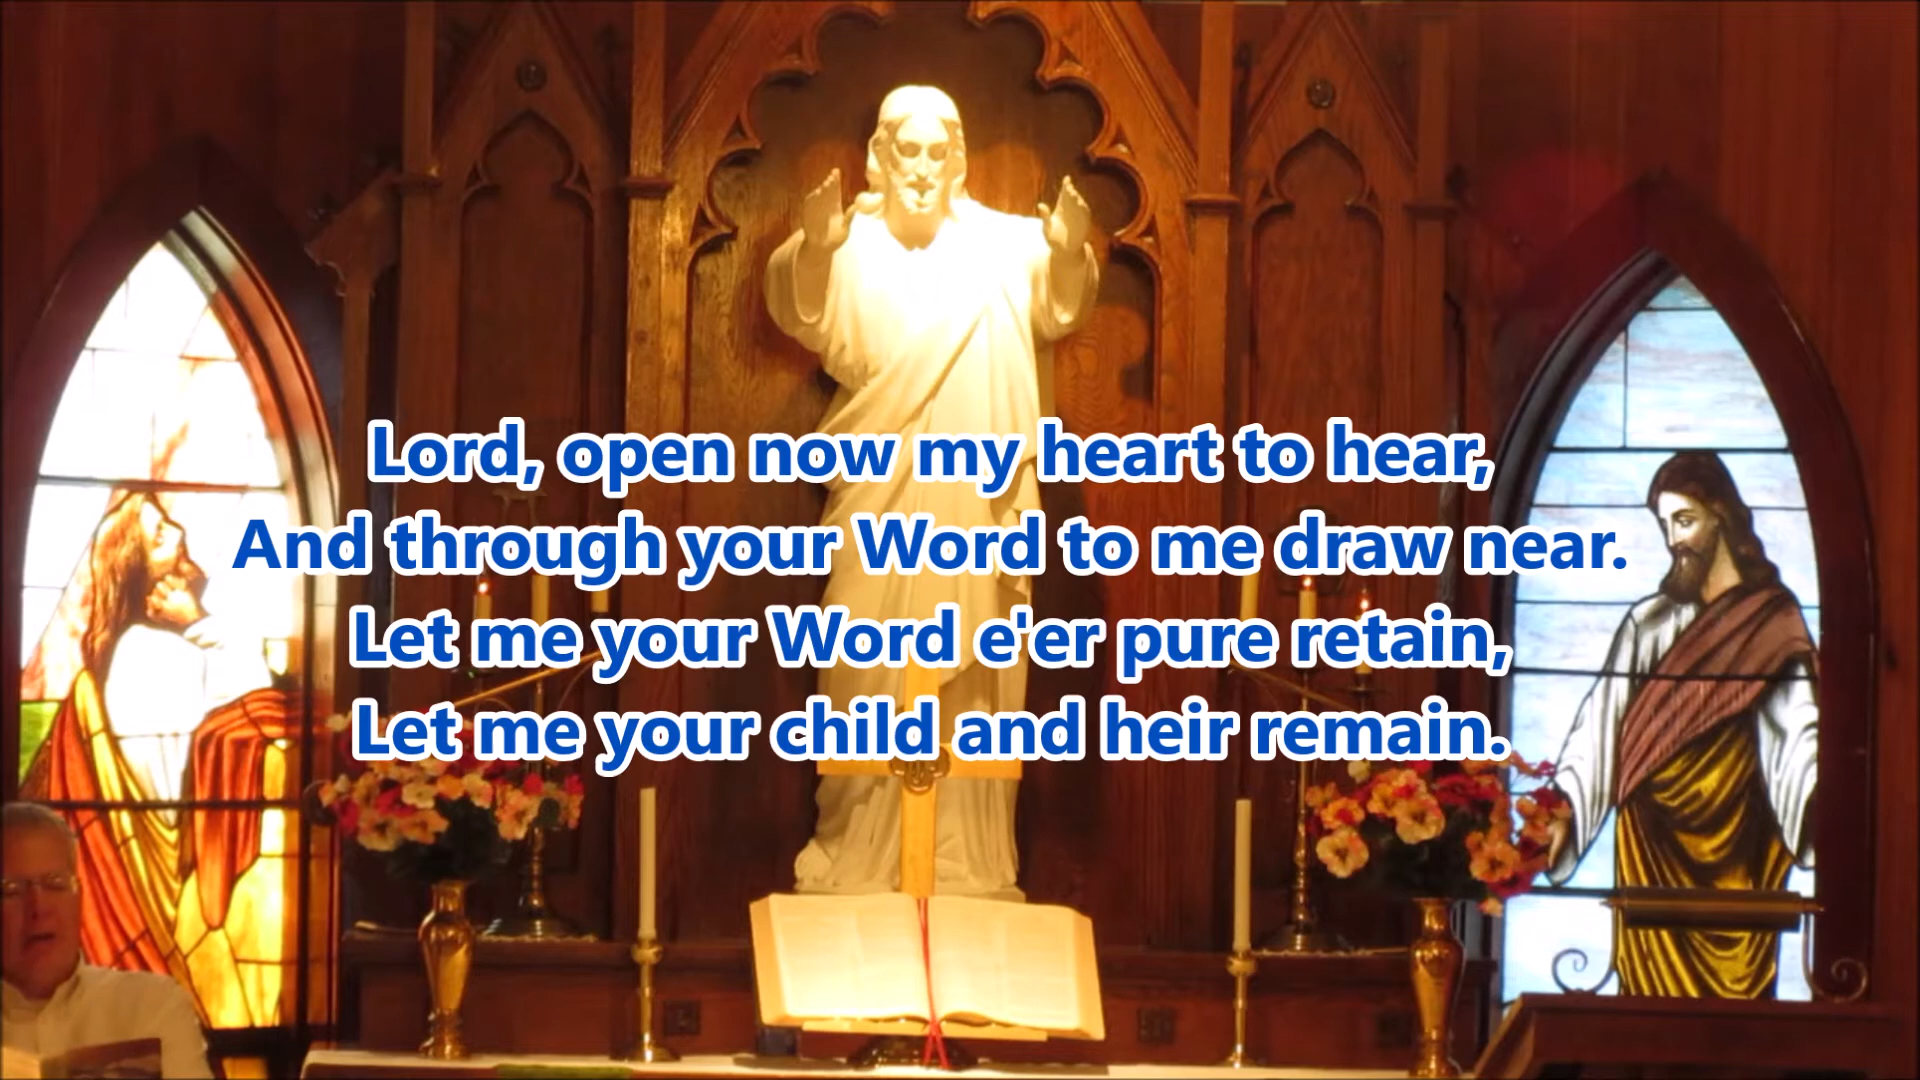 Lord, open now my heart to hear,
And through your Word to me draw near.
Let me your Word e'er pure retain,
Let me your child and heir remain.